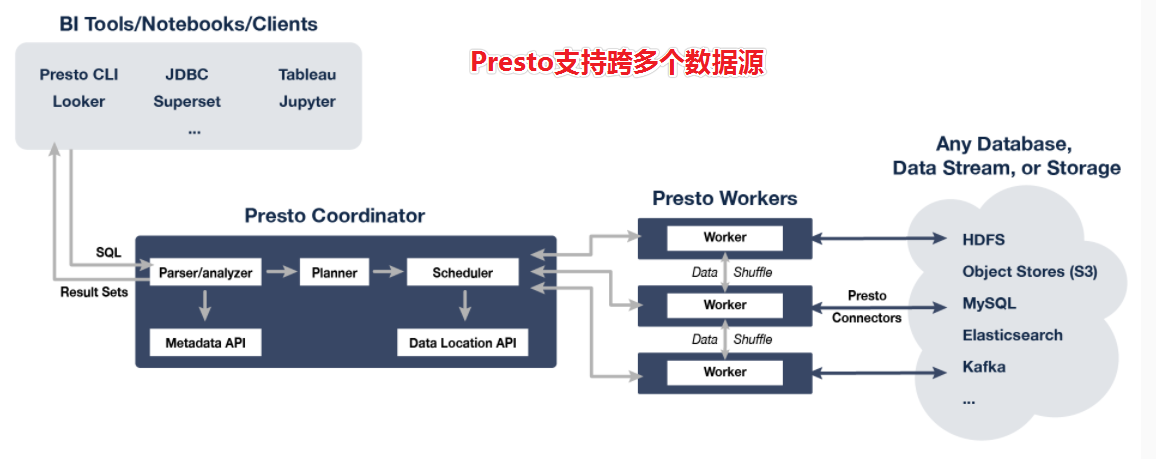 BI Tools/Notebooks/Clients
Presto CLI
JDBC
Tableau
Looker
Superset
Jupyter
...
Presto支持跨多个数据源
Any Database,
Data Stream, or Storage
Presto Coordinator
Presto Workers
SQL
Result Sets
Parser/analyzer
Planner
Scheduler
Metadata API
Data Location API
Worker
Data Shuffle
Worker
Data Shuffle
Worker
Presto
Connectors
HDFS
Object Stores (S3)
MySQL
Elasticsearch
Kafka
...